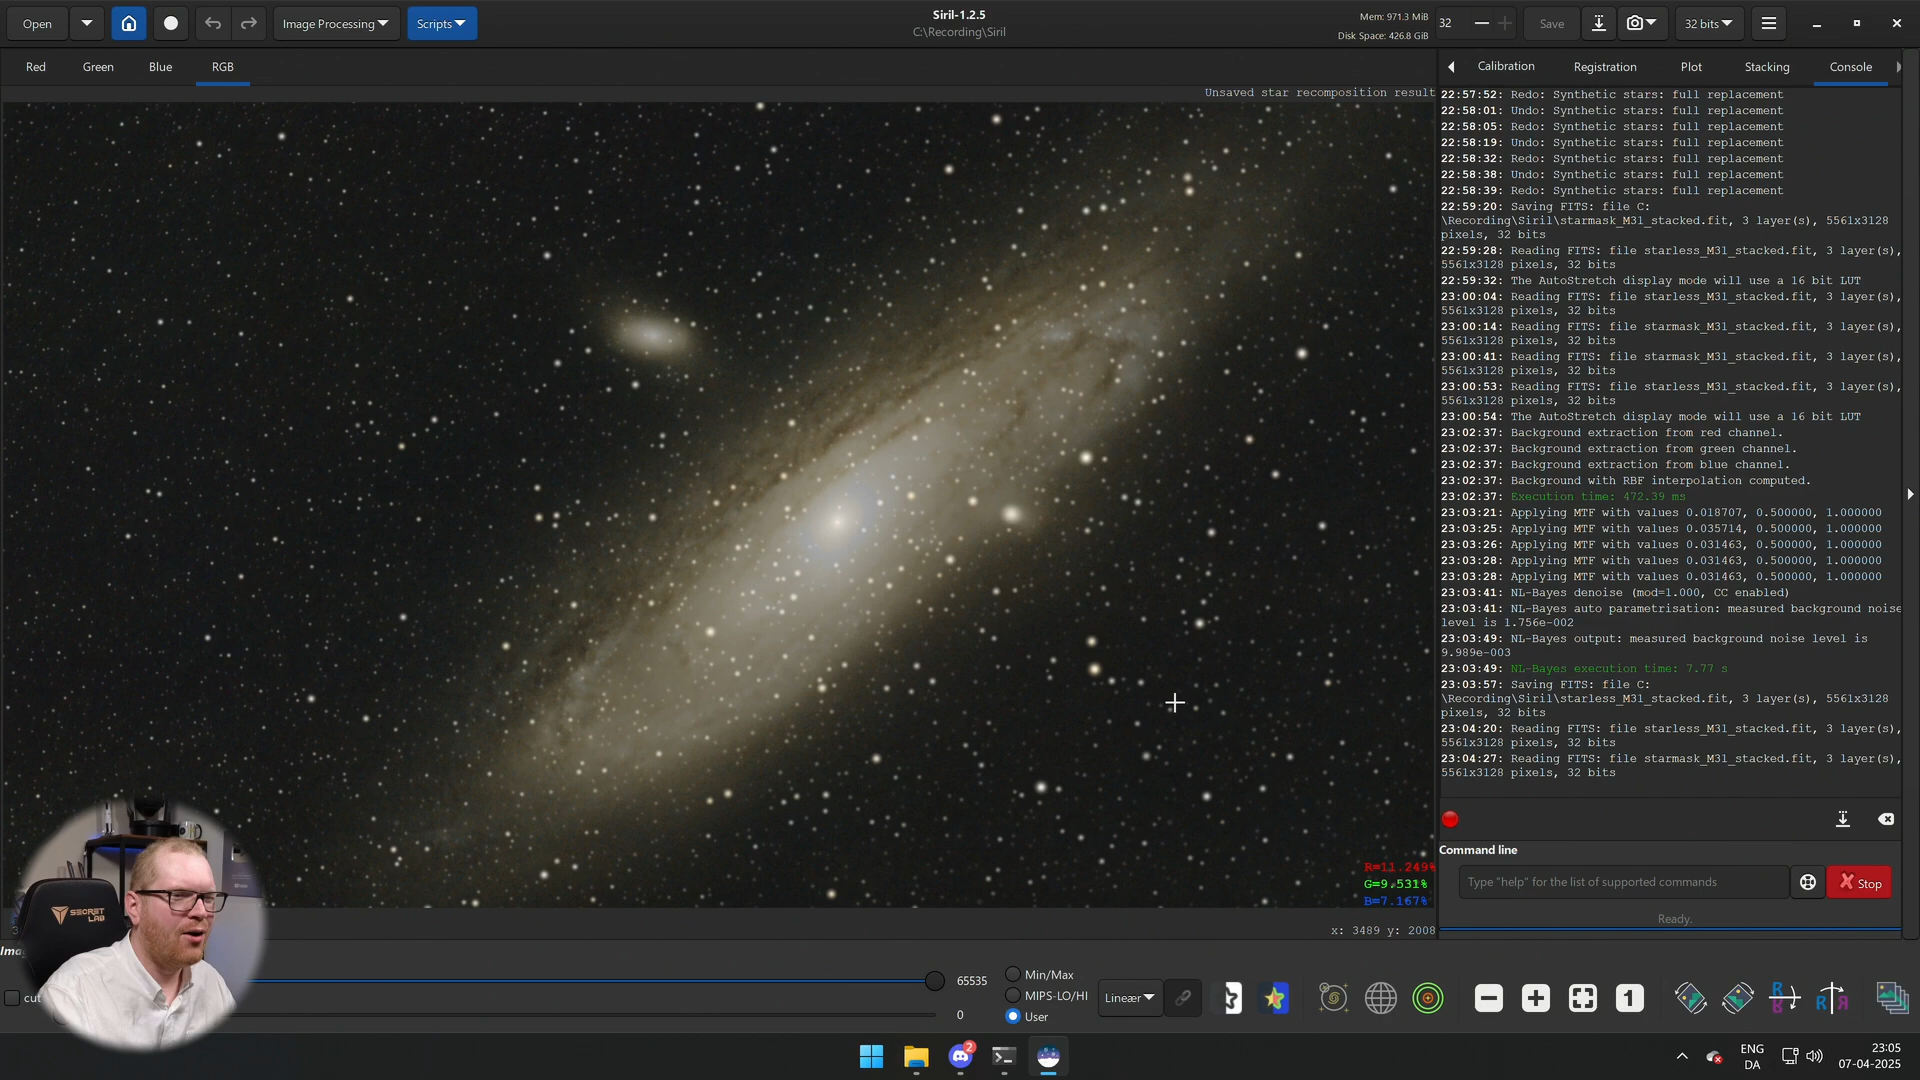 Open
Image Processing
Scripts
Siril-1.2.5
C:\Recording\Siril
Mem: 971.3 MiB
Disk Space: 426.8 GiB
32
Save
32 bits
Red
Green
Blue
RGB
Calibration
Registration
Plot
Stacking
Console
Unsaved star recomposition result
22:57:52: Redo: Synthetic stars: full replacement
22:58:01: Undo: Synthetic stars: full replacement
22:58:05: Redo: Synthetic stars: full replacement
22:58:19: Undo: Synthetic stars: full replacement
22:58:32: Redo: Synthetic stars: full replacement
22:58:38: Undo: Synthetic stars: full replacement
22:58:39: Redo: Synthetic stars: full replacement
22:59:20: Saving FITS: file C:
\Recording\Siril\starmask_M31_stacked.fit, 3 layer(s), 5561x3128
pixels, 32 bits
22:59:28: Reading FITS: file starless_M31_stacked.fit, 3 layer(s),
5561x3128 pixels, 32 bits
22:59:32: The AutoStretch display mode will use a 16 bit LUT
23:00:04: Reading FITS: file starless_M31_stacked.fit, 3 layer(s),
5561x3128 pixels, 32 bits
23:00:14: Reading FITS: file starmask_M31_stacked.fit, 3 layer(s),
5561x3128 pixels, 32 bits
23:00:41: Reading FITS: file starmask_M31_stacked.fit, 3 layer(s),
5561x3128 pixels, 32 bits
23:00:53: Reading FITS: file starless_M31_stacked.fit, 3 layer(s),
5561x3128 pixels, 32 bits
23:00:54: The AutoStretch display mode will use a 16 bit LUT
23:02:37: Background extraction from red channel.
23:02:37: Background extraction from green channel.
23:02:37: Background extraction from blue channel.
23:02:37: Background with RBF interpolation computed.
23:02:37: Execution time: 472.39 ms
23:03:21: Applying MTF with values 0.018707, 0.500000, 1.000000
23:03:25: Applying MTF with values 0.035714, 0.500000, 1.000000
23:03:26: Applying MTF with values 0.031463, 0.500000, 1.000000
23:03:28: Applying MTF with values 0.031463, 0.500000, 1.000000
23:03:28: Applying MTF with values 0.031463, 0.500000, 1.000000
23:03:41: NL-Bayes denoise (mod=1.000, CC enabled)
23:03:41: NL-Bayes auto parametrisation: measured background noise
level is 1.756e-002
23:03:49: NL-Bayes output: measured background noise level is
9.989e-003
23:03:49: NL-Bayes execution time: 7.77 s
23:03:57: Saving FITS: file C:
\Recording\Siril\starless_M31_stacked.fit, 3 layer(s), 5561x3128
pixels, 32 bits
23:04:20: Reading FITS: file starless_M31_stacked.fit, 3 layer(s),
5561x3128 pixels, 32 bits
23:04:27: Reading FITS: file starmask_M31_stacked.fit, 3 layer(s),
5561x3128 pixels, 32 bits
Command line
Type "help" for the list of supported commands
Stop
Ready.
R=11.249%
G=9.531%
B=7.167%
x: 3489 y: 2008
SECRET
LAB
cut
65535
0
Min/Max
MIPS-LO/HI
User
Linear
1
2
ENG
DA
23:05
07-04-2025